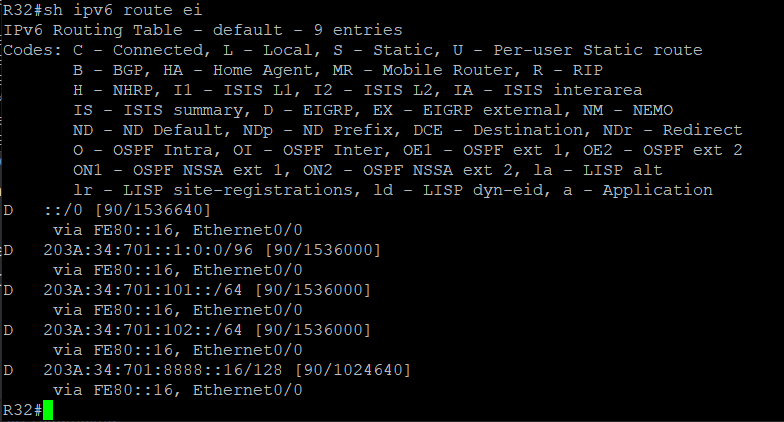 R32#sh ipv6 route ei
IPv6 Routing Table - default - 9 entries
Codes: C - Connected, L - Local, S - Static, U - Per-user Static route
       B - BGP, HA - Home Agent, MR - Mobile Router, R - RIP
       H - NHRP, I1 - ISIS L1, I2 - ISIS L2, IA - ISIS interarea
       IS - ISIS summary, D - EIGRP, EX - EIGRP external, NM - NEMO
       ND - ND Default, NDp - ND Prefix, DCE - Destination, NDr - Redirect
       O - OSPF Intra, OI - OSPF Inter, OE1 - OSPF ext 1, OE2 - OSPF ext 2
       ON1 - OSPF NSSA ext 1, ON2 - OSPF NSSA ext 2, la - LISP alt
       lr - LISP site-registrations, ld - LISP dyn-eid, a - Application
D   ::/0 [90/1536640]
     via FE80::16, Ethernet0/0
D   203A:34:701::1:0:0/96 [90/1536000]
     via FE80::16, Ethernet0/0
D   203A:34:701:101::/64 [90/1536000]
     via FE80::16, Ethernet0/0
D   203A:34:701:102::/64 [90/1536000]
     via FE80::16, Ethernet0/0
D   203A:34:701:8888::16/128 [90/1024640]
     via FE80::16, Ethernet0/0
R32#